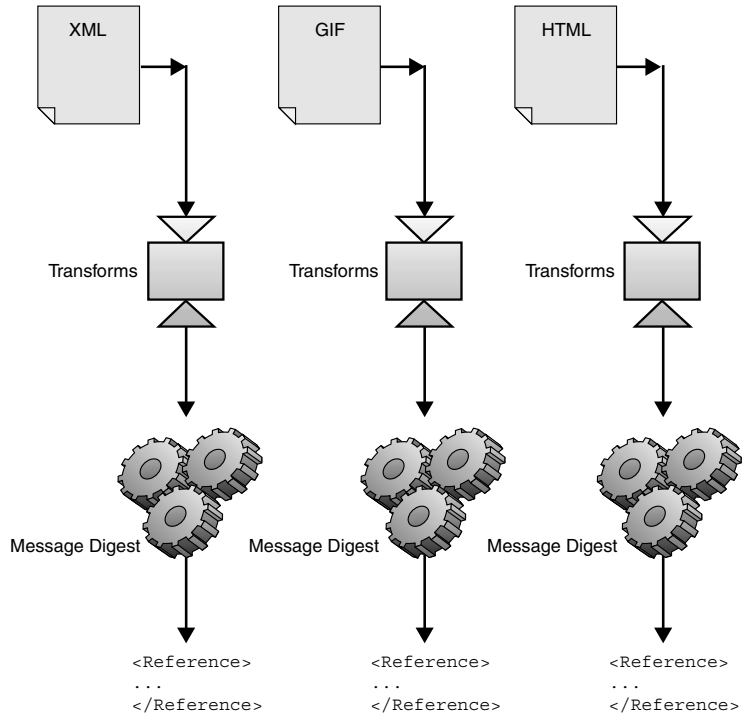 XML
GIF
HTML
Transforms
Transforms
Transforms
Message Digest
Message Digest
Message Digest
<Reference>
...
</Reference>
<Reference>
...
</Reference>
<Reference>
...
</Reference>